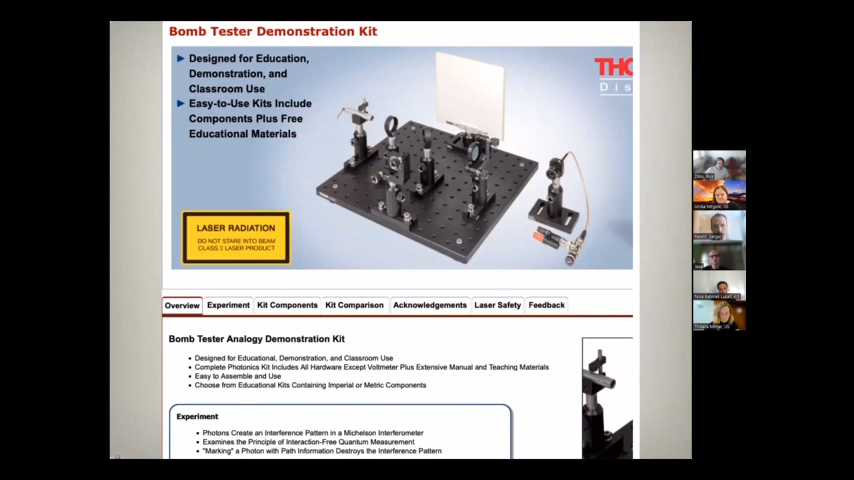 Bomb Tester Demonstration Kit
Designed for Education,
Demonstration, and
Classroom Use
Easy-to-Use Kits Include
Components Plus Free
Educational Materials
THO
Dis
LASER RADIATION
DO NOT STARE INTO BEAM
CLASS 2 LASER PRODUCT
Overview
Experiment
Kit Components
Kit Comparison
Acknowledgements
Laser Safety
Feedback
Bomb Tester Analogy Demonstration Kit
Designed for Educational, Demonstration, and Classroom Use
Complete Photonics Kit Includes All Hardware Except Voltmeter Plus Extensive Manual and Teaching Materials
Easy to Assemble and Use
Choose from Educational Kits Containing Imperial or Metric Components
Experiment
Photons Create an Interference Pattern in a Michelson Interferometer
Examines the Principle of Interaction-Free Quantum Measurement
"Marking" a Photon with Path Information Destroys the Interference Pattern